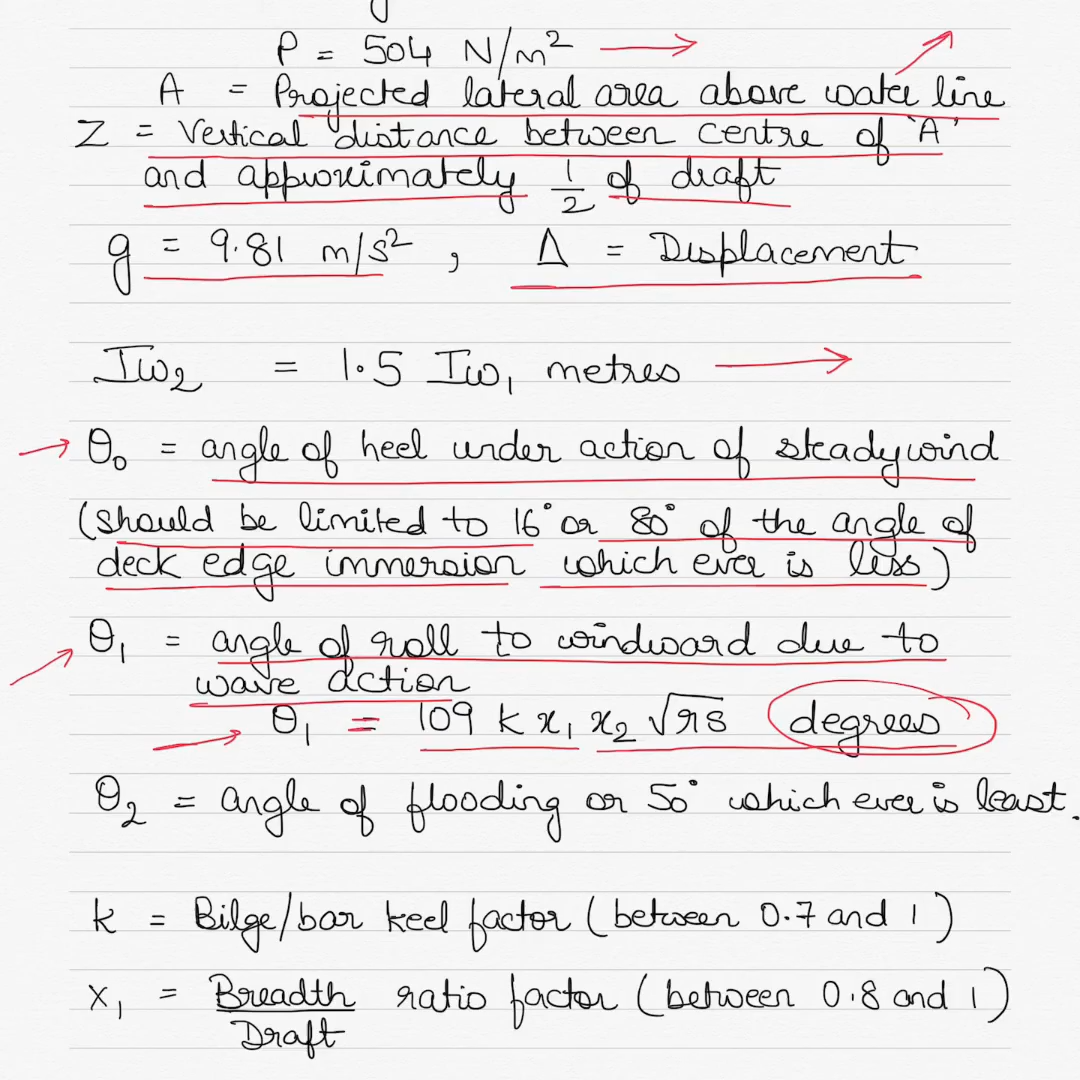 P = 504 N/m²
A = Projected lateral area above water line
Z = Vertical distance between centre of 'A'
and approximately 1/2 of draft
g = 9.81 m/s², Δ = Displacement
Iw₂ = 1.5 Iw₁ metres
θ₀ = angle of heel under action of steady wind
(should be limited to 16° or 80° of the angle of
deck edge immersion which ever is less)
θ₁ = angle of roll to windward due to
wave action
θ₁ = 109 k x₁ x₂ √rs degrees
θ₂ = angle of flooding or 50° which ever is least.
k = Bilge/bar keel factor (between 0.7 and 1)
x₁ = Breadth/Draft ratio factor (between 0.8 and 1)